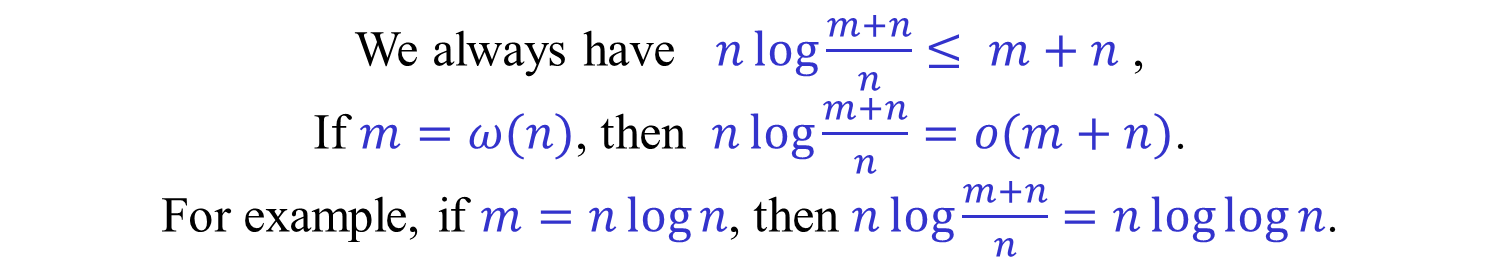 We always have n log (m+n)/n ≤ m + n ,
If m = ω(n), then n log (m+n)/n = o(m + n).
For example, if m = n log n, then n log (m+n)/n = n log log n.